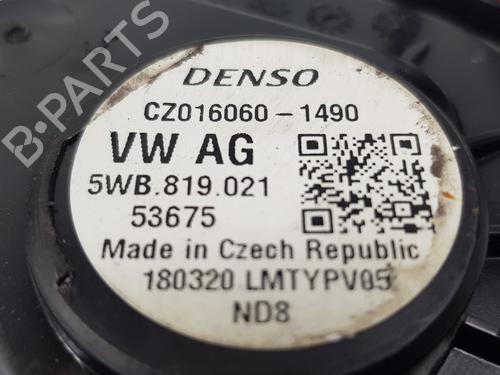 B-PARTS
DENSO
CZ016060-1490
VW AG
5WB.819.021
53675
Made in Czech Republic
180320 LMTYPV05
ND8